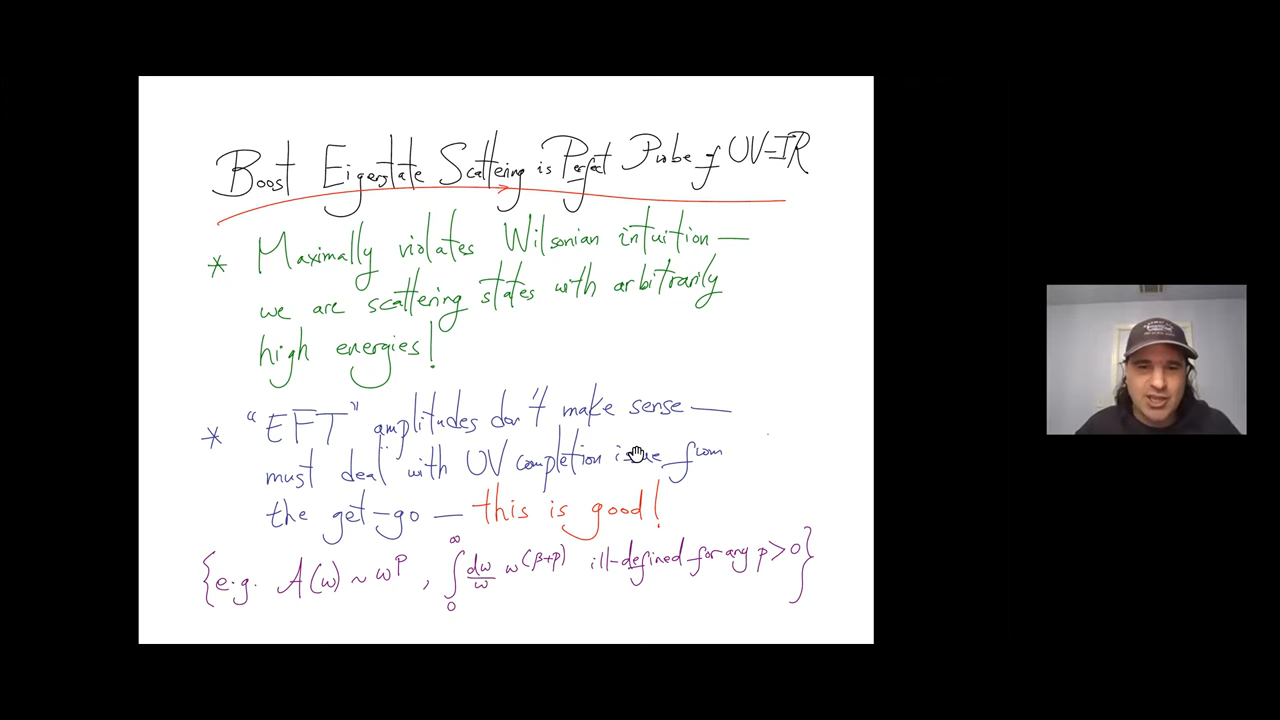 Boost Eigenstate Scattering is Perfect Probe of UV-IR
* Maximally violates Wilsonian intuition —
we are scattering states with arbitrarily
high energies!
* "EFT" amplitudes don't make sense —
must deal with UV completion issue from
the get-go — this is good!
{e.g. A(ω) ~ ω^p , ∫_0^∞ dω/ω ω^(β+p) ill-defined for any p>0}